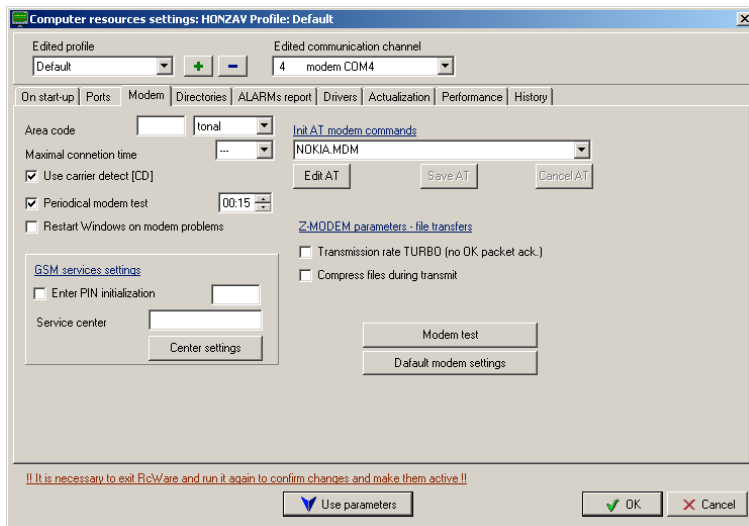 Computer resources settings: HONZAV Profile: Default
Edited profile
Edited communication channel
Default
4 modem COM4
On start-up Ports Modem Directories ALARMs report Drivers Actualization Performance History
Area code
tonal
Init AT modem commands
Maximal connetion time
---
NOKIA.MDM
Use carrier detect [CD]
Edit AT
Save AT
Cancel AT
Periodical modem test
00:15
Restart Windows on modem problems
Z-MODEM parameters - file transfers
Transmission rate TURBO (no OK packet ack.)
GSM services settings
Compress files during transmit
Enter PIN initialization
Service center
Modem test
Center settings
Dafault modem settings
!! It is necessary to exit RcWare and run it again to confirm changes and make them active !!
Use parameters
OK
Cancel